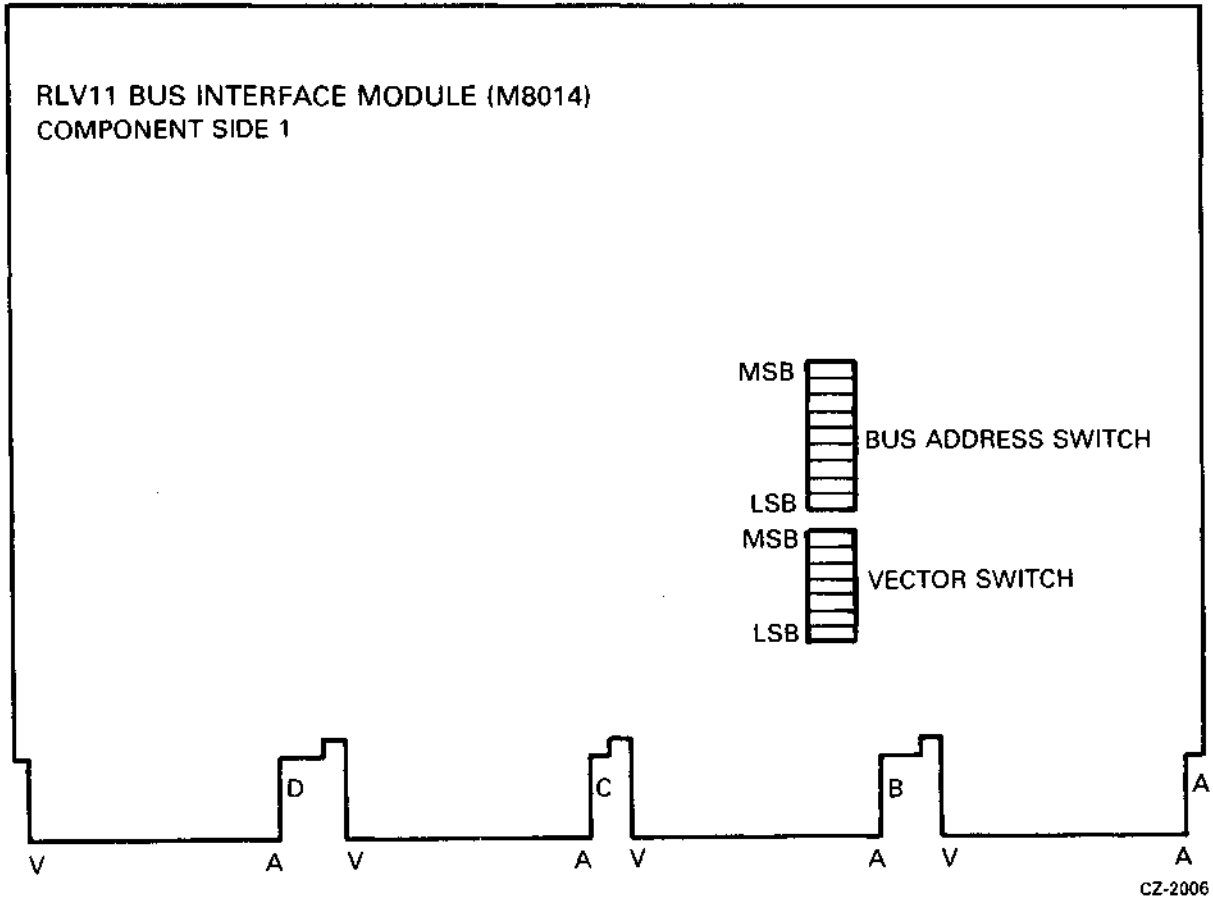 RLV11 BUS INTERFACE MODULE (M8014)
COMPONENT SIDE 1
MSB
BUS ADDRESS SWITCH
LSB
MSB
VECTOR SWITCH
LSB
D C B A
V A V A V A V A
CZ-2006